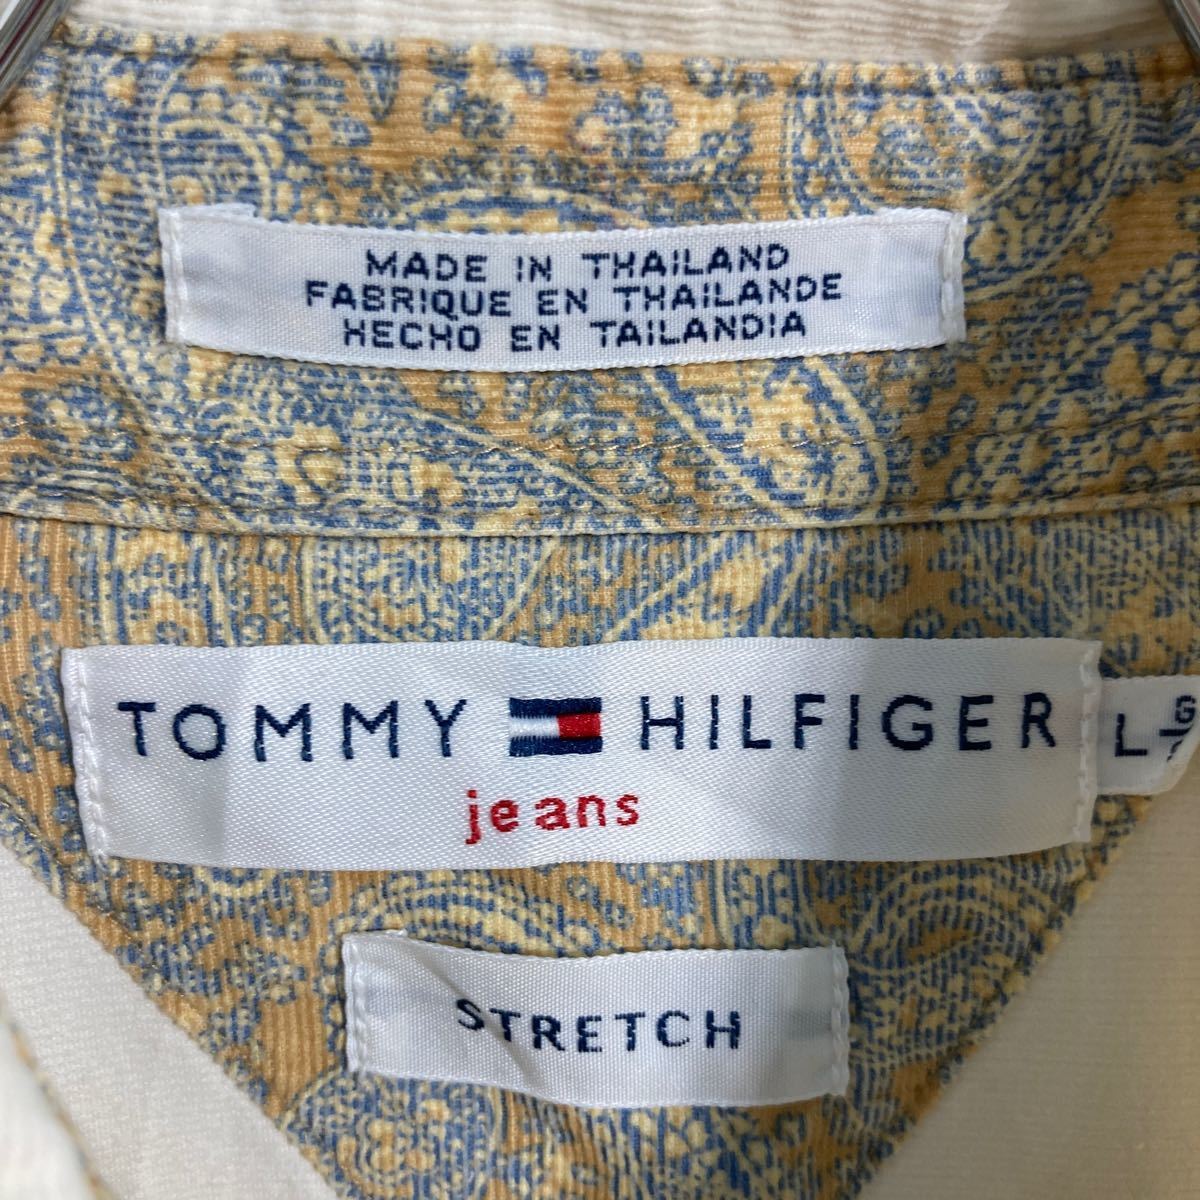 MADE IN THAILAND
FABRIQUE EN THAILANDE
HECHO EN TAILANDIA
TOMMY HILFIGER
jeans
L G
STRETCH